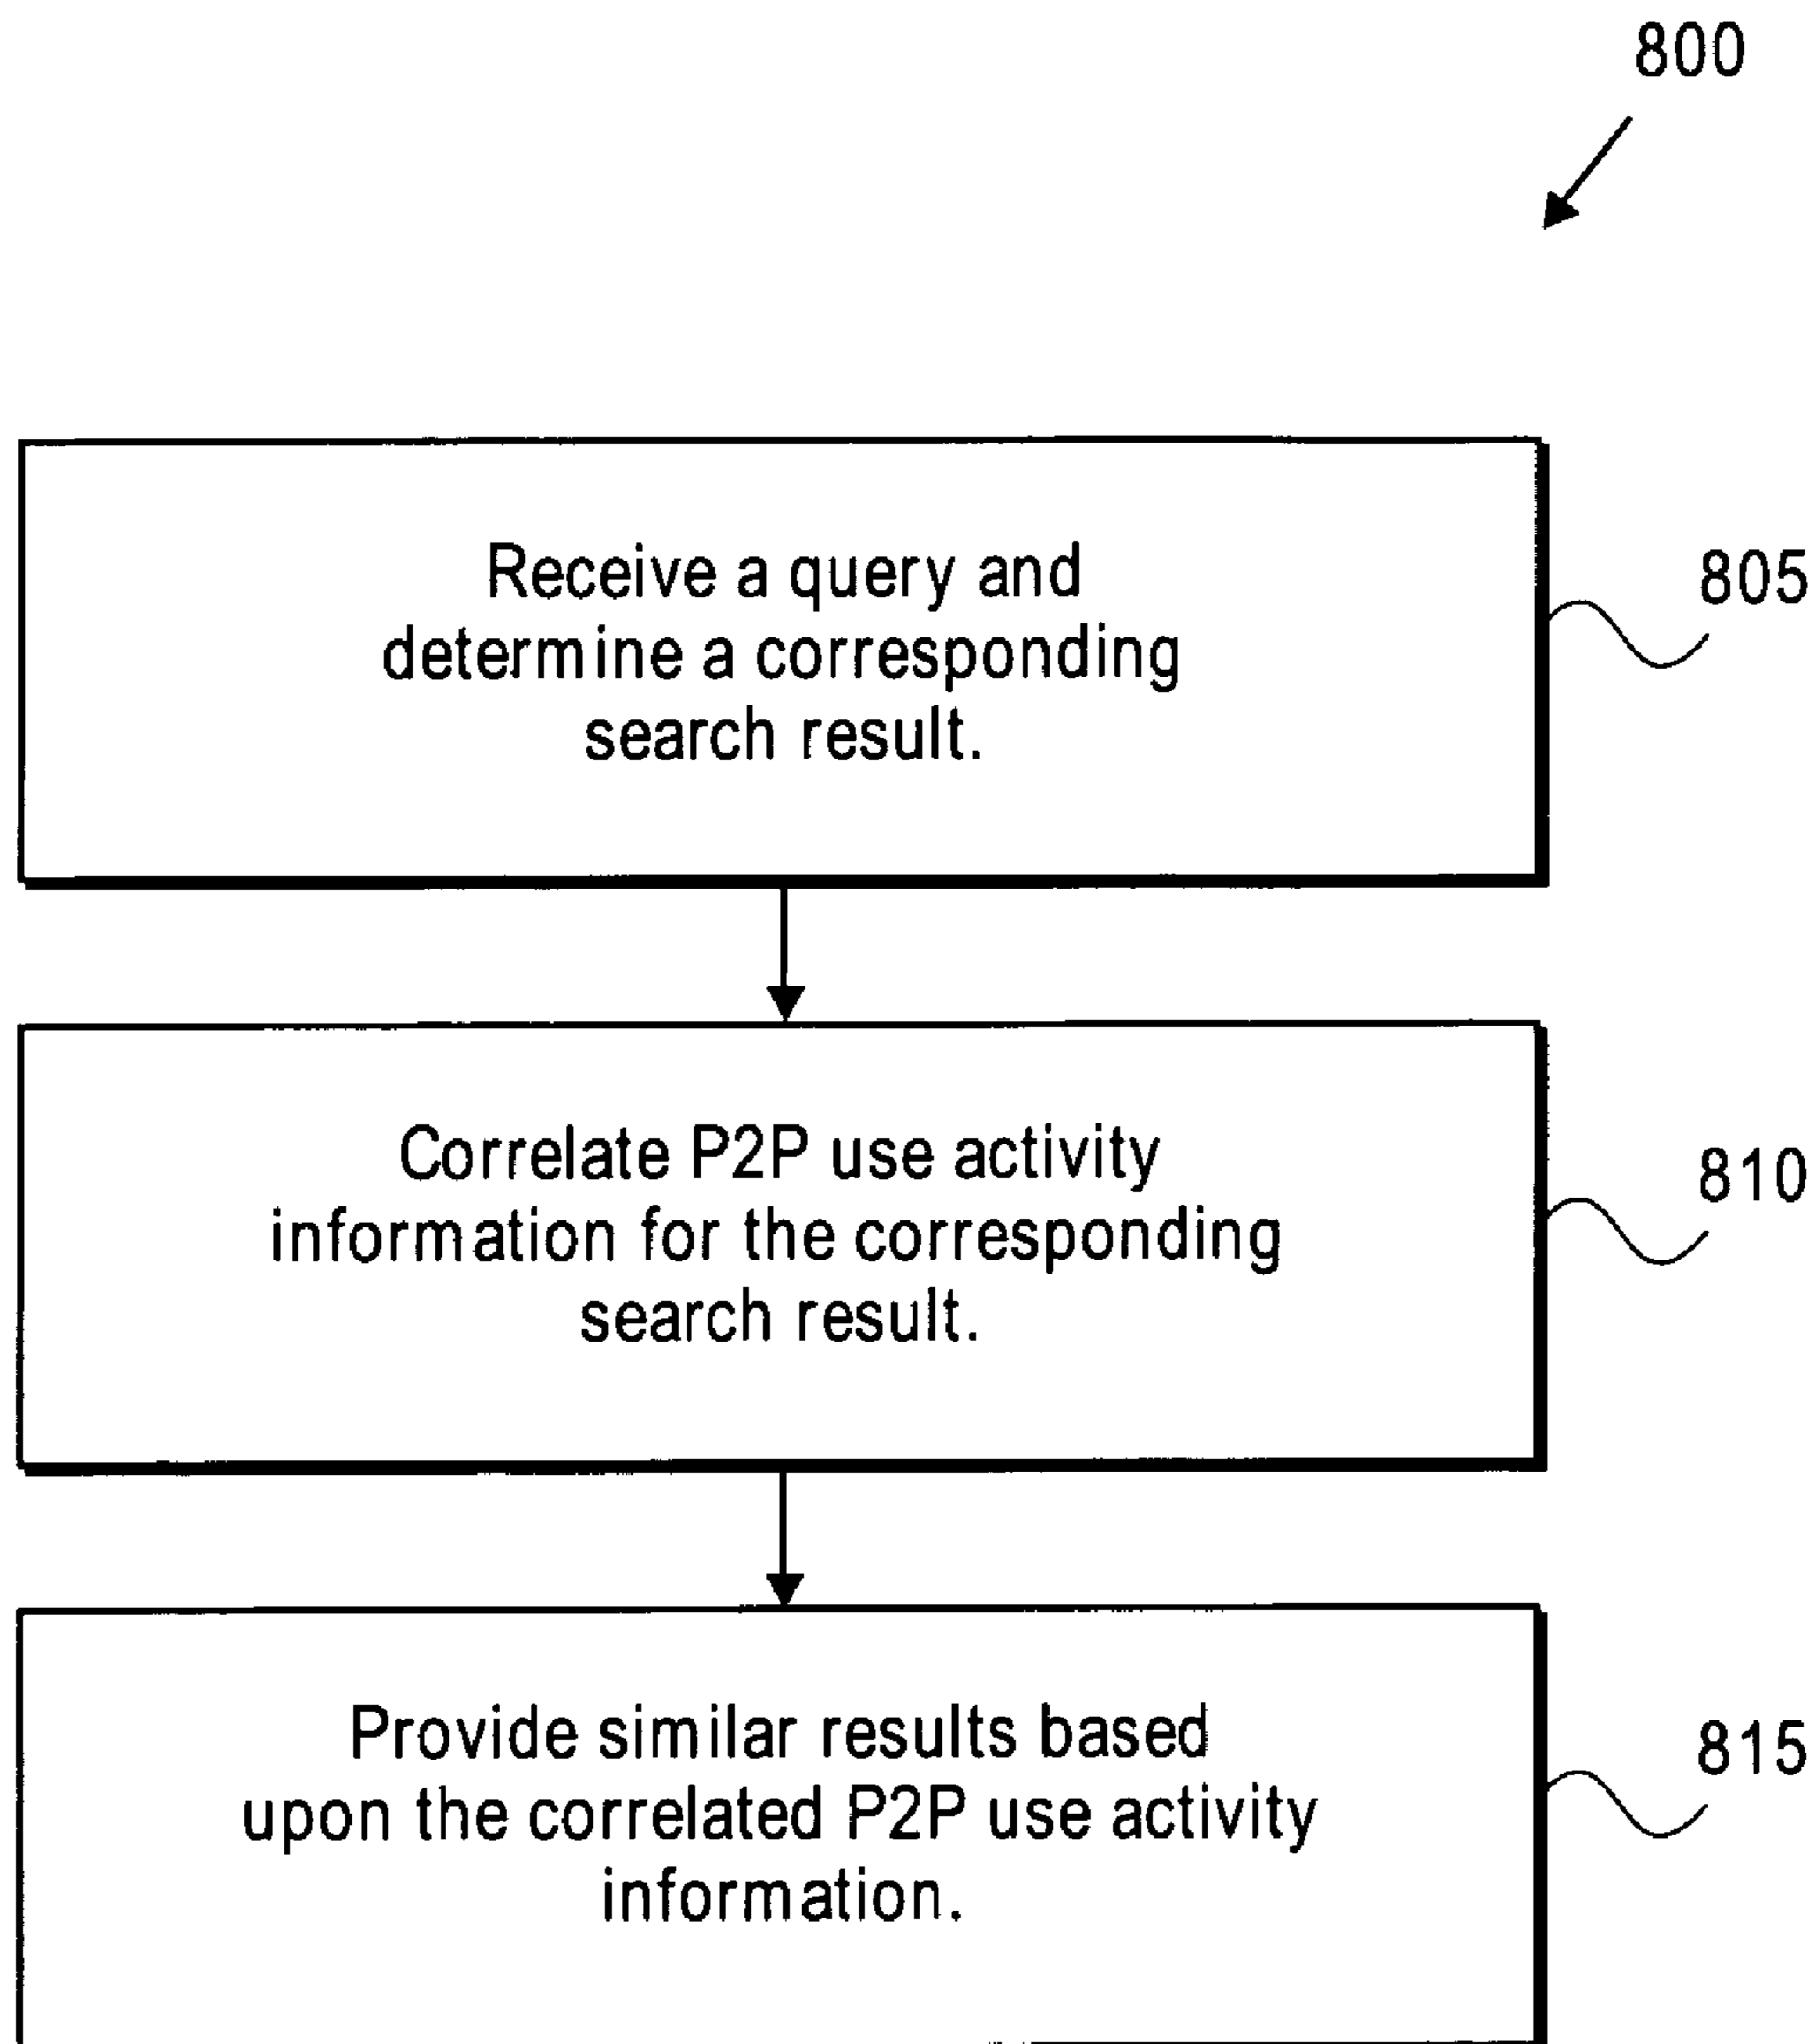 800
Receive a query and
determine a corresponding
search result.
805
Correlate P2P use activity
information for the corresponding
search result.
810
Provide similar results based
upon the correlated P2P use activity
information.
815